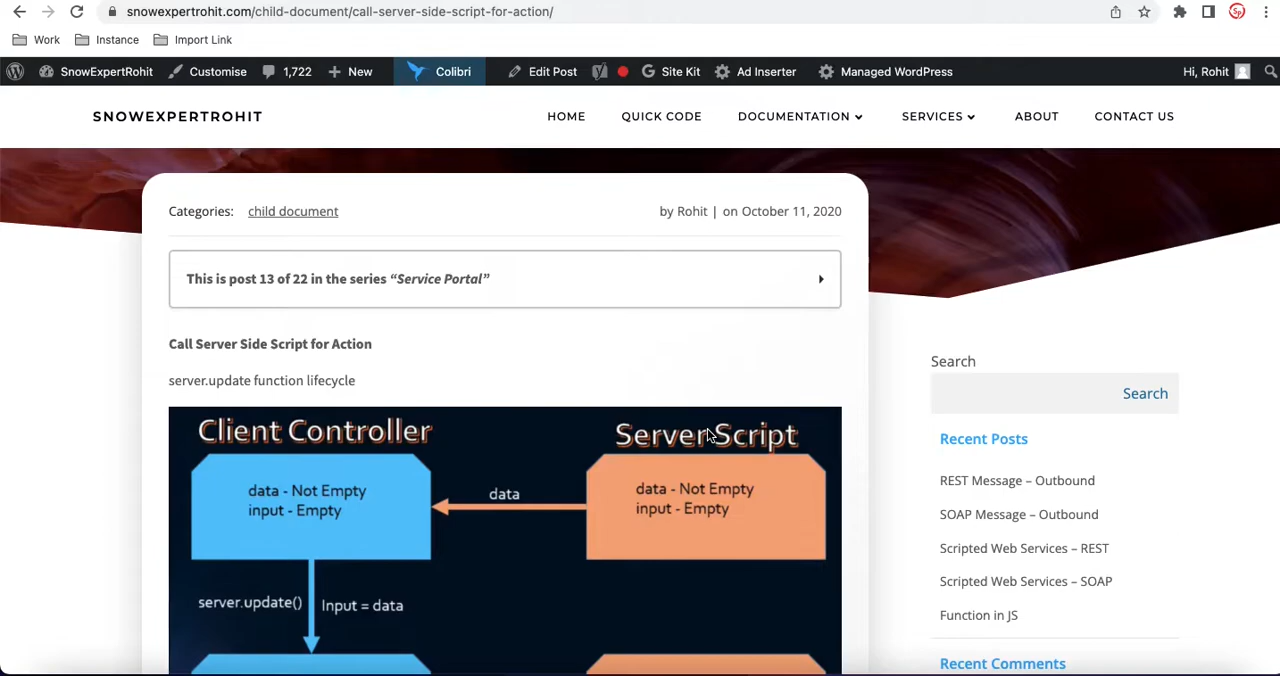 snowexpertrohit.com/child-document/call-server-side-script-for-action/
Work Instance Import Link
SnowExpertRohit Customise 1,722 New Colibri Edit Post Site Kit Ad Inserter Managed WordPress Hi, Rohit
SNOWEXPERTROHIT HOME QUICK CODE DOCUMENTATION SERVICES ABOUT CONTACT US
Categories: child document by Rohit | on October 11, 2020
This is post 13 of 22 in the series “Service Portal”
Call Server Side Script for Action
server.update function lifecycle
Client Controller Server Script
data - Not Empty
input - Empty
data
data - Not Empty
input - Empty
server.update() Input = data
Search
Search
Recent Posts
REST Message – Outbound
SOAP Message – Outbound
Scripted Web Services – REST
Scripted Web Services – SOAP
Function in JS
Recent Comments